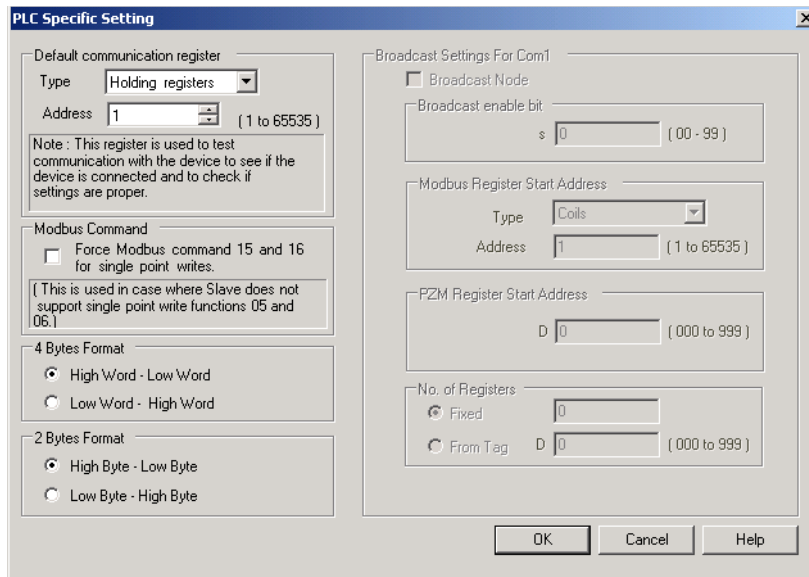 PLC Specific Setting
Default communication register
Type Holding registers
Address 1 ( 1 to 65535 )
Note : This register is used to test
communication with the device to see if the
device is connected and to check if
settings are proper.
Modbus Command
Force Modbus command 15 and 16
for single point writes.
( This is used in case where Slave does not
support single point write functions 05 and
06.)
4 Bytes Format
High Word - Low Word
Low Word - High Word
2 Bytes Format
High Byte - Low Byte
Low Byte - High Byte
Broadcast Settings For Com1
Broadcast Node
Broadcast enable bit
s 0 ( 00 - 99 )
Modbus Register Start Address
Type Coils
Address 1 ( 1 to 65535 )
PZM Register Start Address
D 0 ( 000 to 999 )
No. of Registers
Fixed 0
From Tag D 0 ( 000 to 999 )
OK Cancel Help